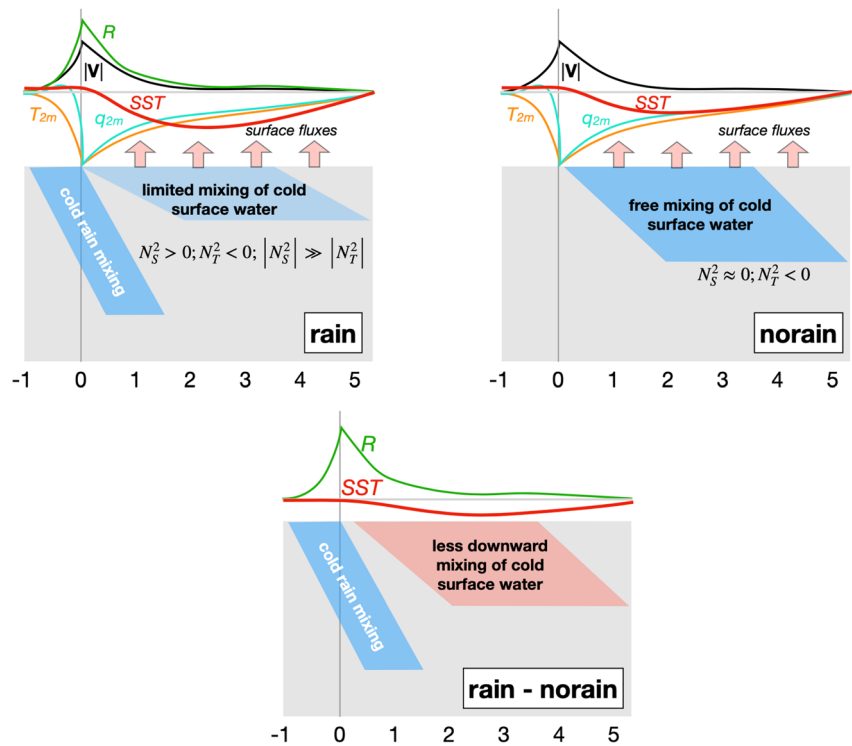 R
|V|
SST
T2m
q2m
surface fluxes
limited mixing of cold
surface water
cold rain mixing
N_S^2 > 0; N_T^2 < 0; |N_S^2| ≫ |N_T^2|
rain
-1 0 1 2 3 4 5
|V|
SST
T2m
q2m
surface fluxes
free mixing of cold
surface water
N_S^2 ≈ 0; N_T^2 < 0
norain
-1 0 1 2 3 4 5
R
SST
less downward
mixing of cold
surface water
cold rain mixing
rain - norain
-1 0 1 2 3 4 5